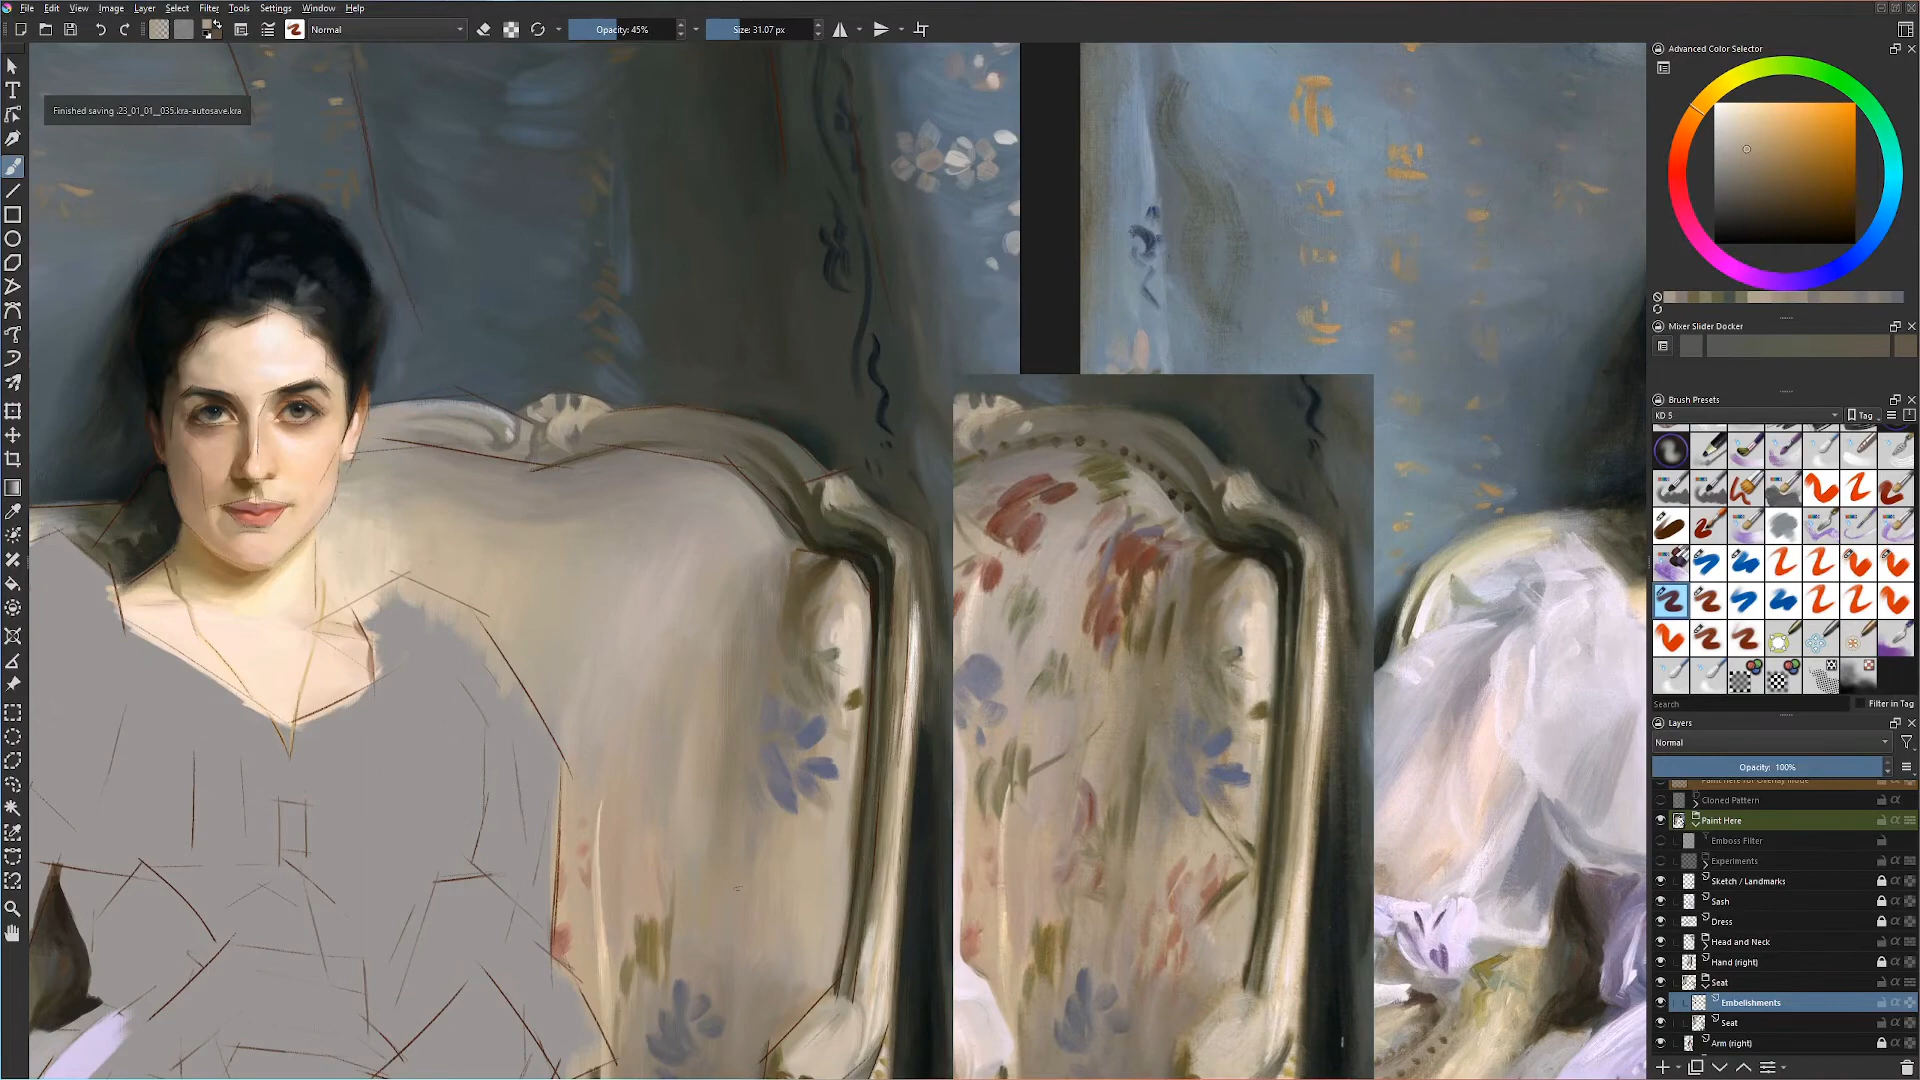 File Edit View Image Layer Select Filter Tools Settings Window Help
Normal
Opacity: 45%
Size: 31.07 px
Finished saving .23_01_01__035.kra-autosave.kra
Advanced Color Selector
Mixer Slider Docker
Brush Presets
KD 5
Tag
Search
Filter in Tag
Layers
Normal
Opacity: 100%
Cloned Pattern
Paint Here
Emboss Filter
Experiments
Sketch / Landmarks
Sash
Dress
Head and Neck
Hand (right)
Seat
Embelishments
Seat
Arm (right)